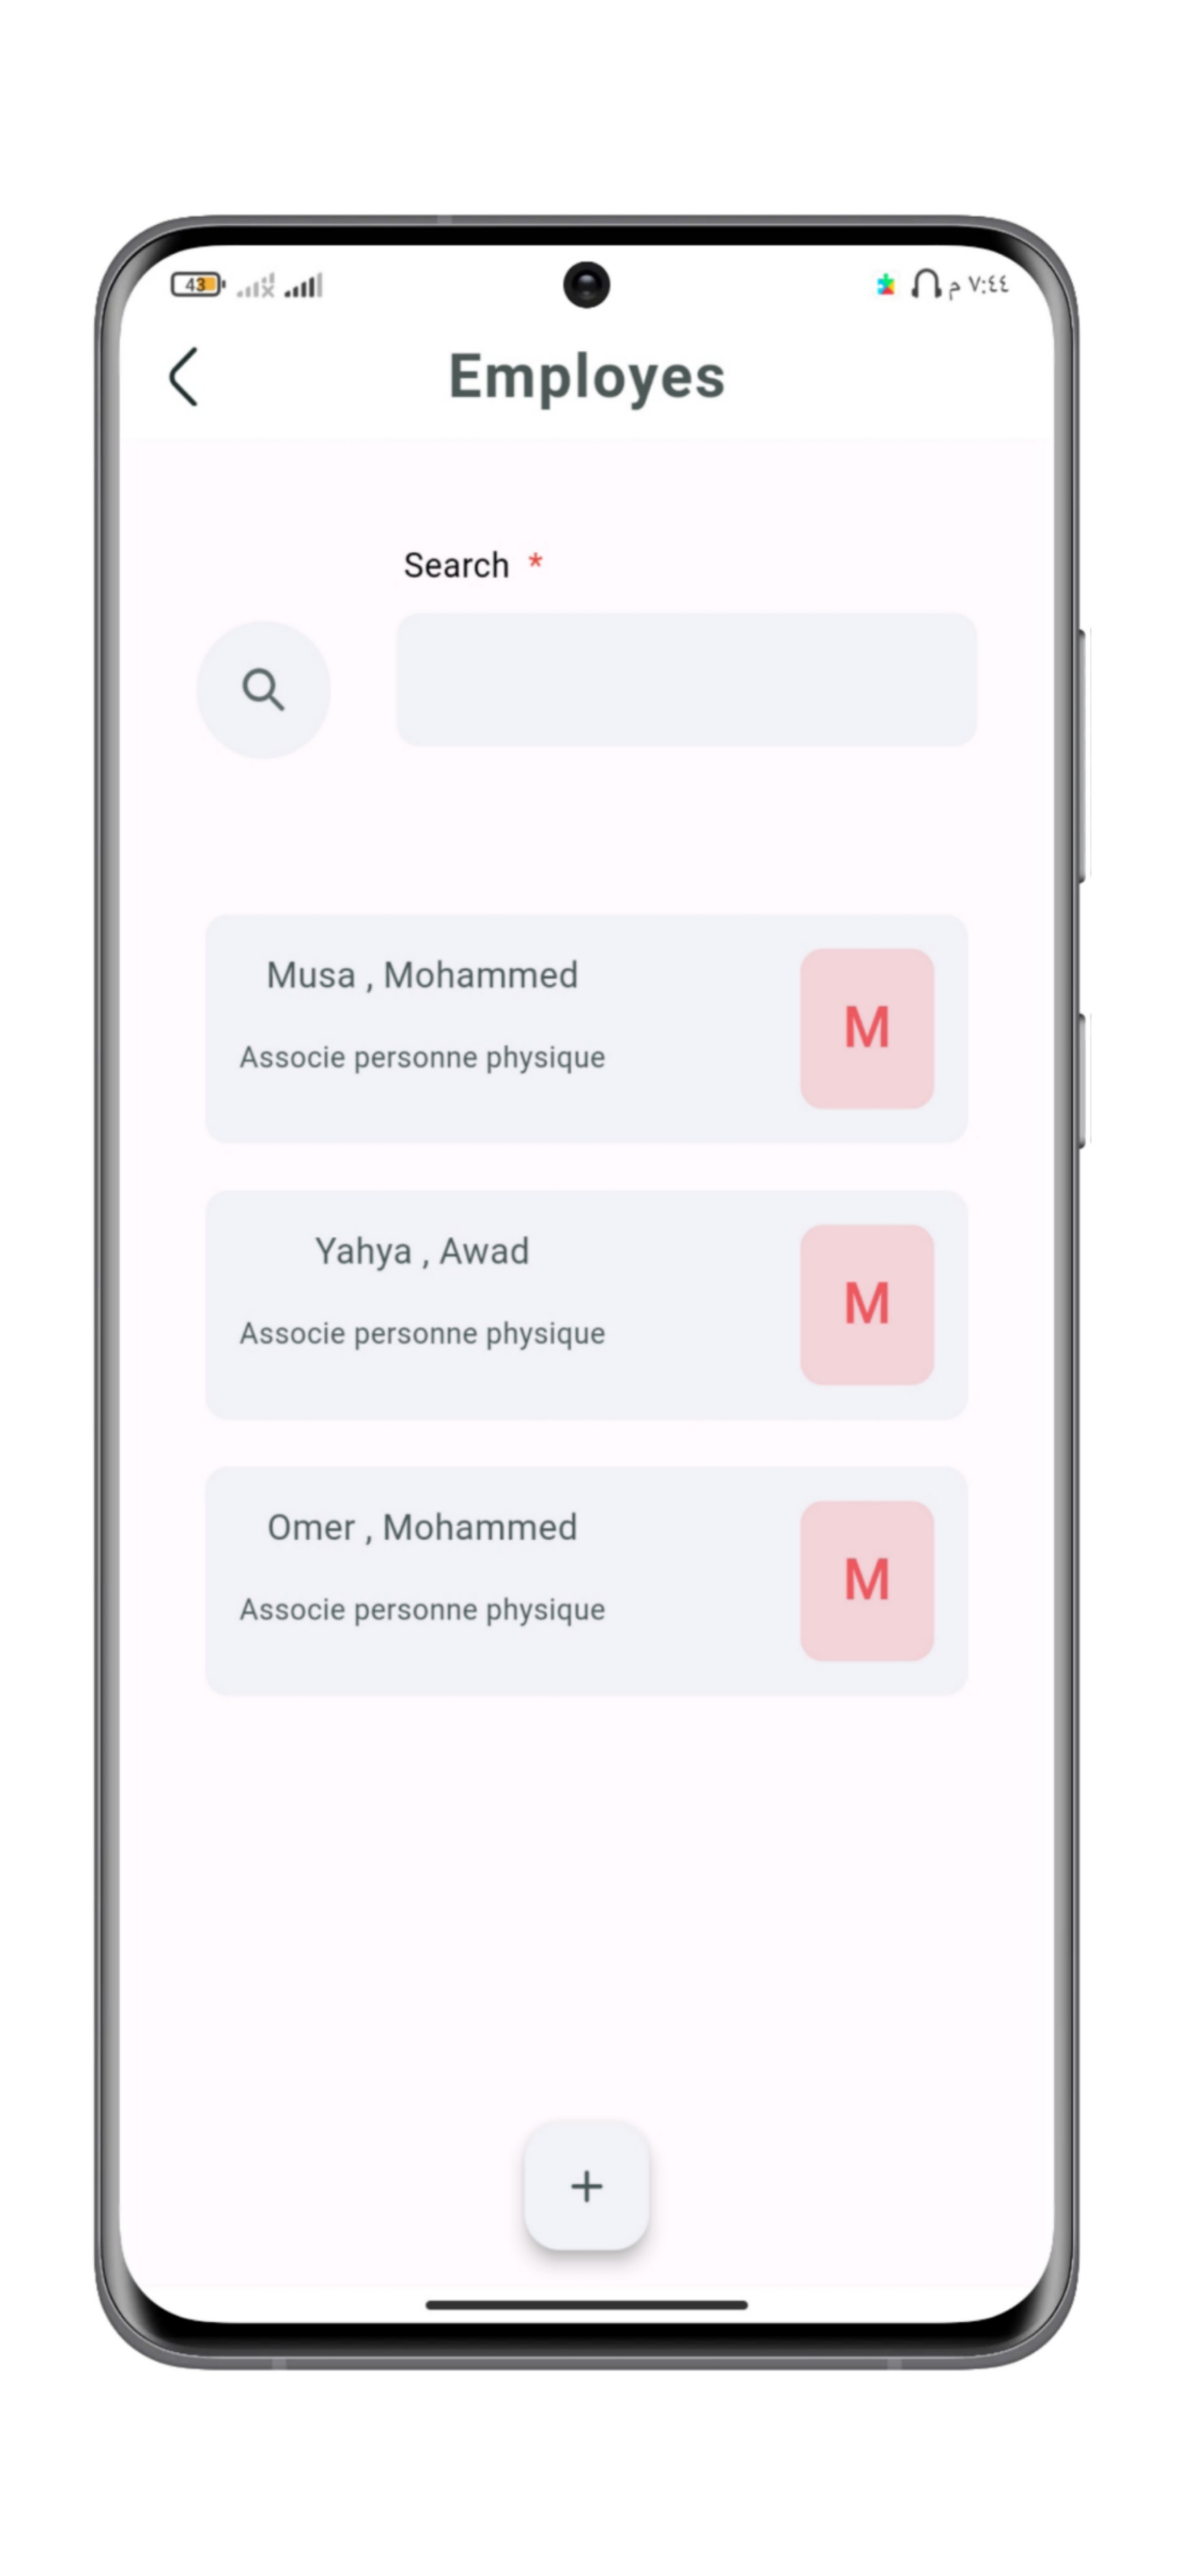 43 م ٧:٤٤
Employes
Search *
Musa , Mohammed
Associe personne physique
M
Yahya , Awad
Associe personne physique
M
Omer , Mohammed
Associe personne physique
M
+